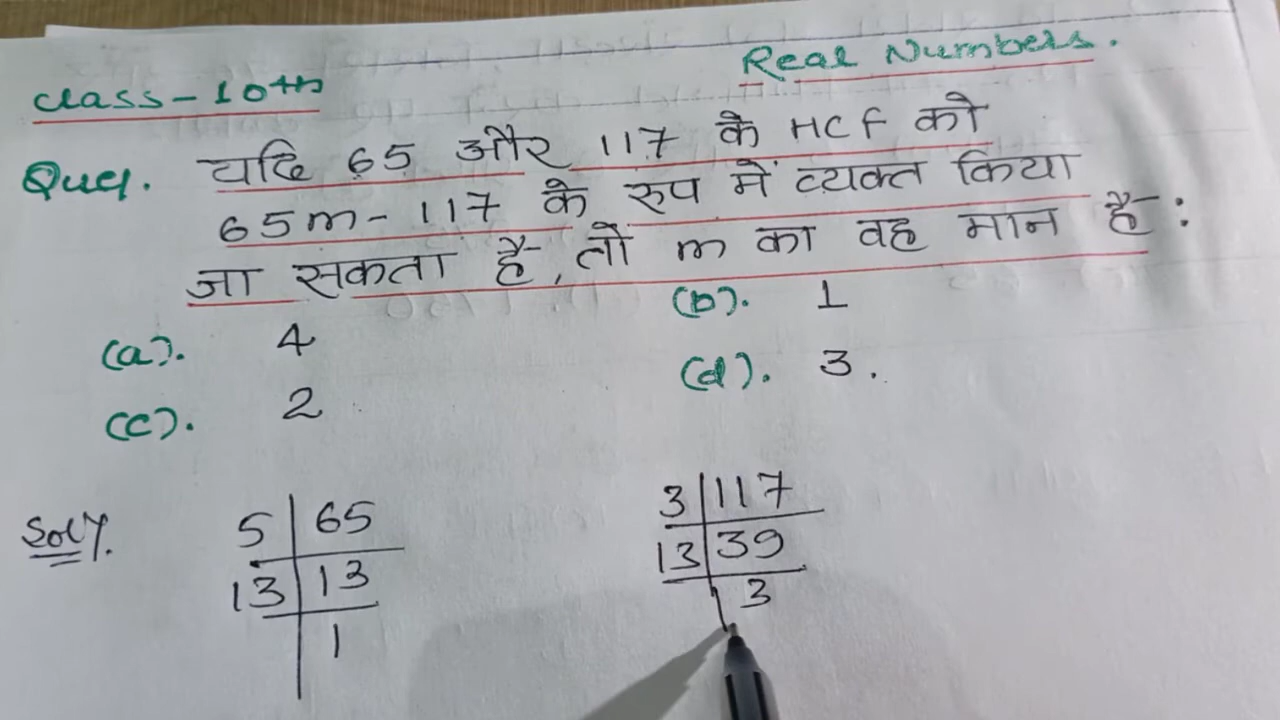 Class-10th
Real Numbers.
Que. यदि 65 और 117 के HCF को
65m - 117 के रुप में व्यक्त किया
जा सकता है, तो m का वह मान है :
(a). 4
(b). 1
(c). 2
(d). 3.
Solⁿ.
5 | 65
13 | 13
1
3 | 117
13 | 39
3